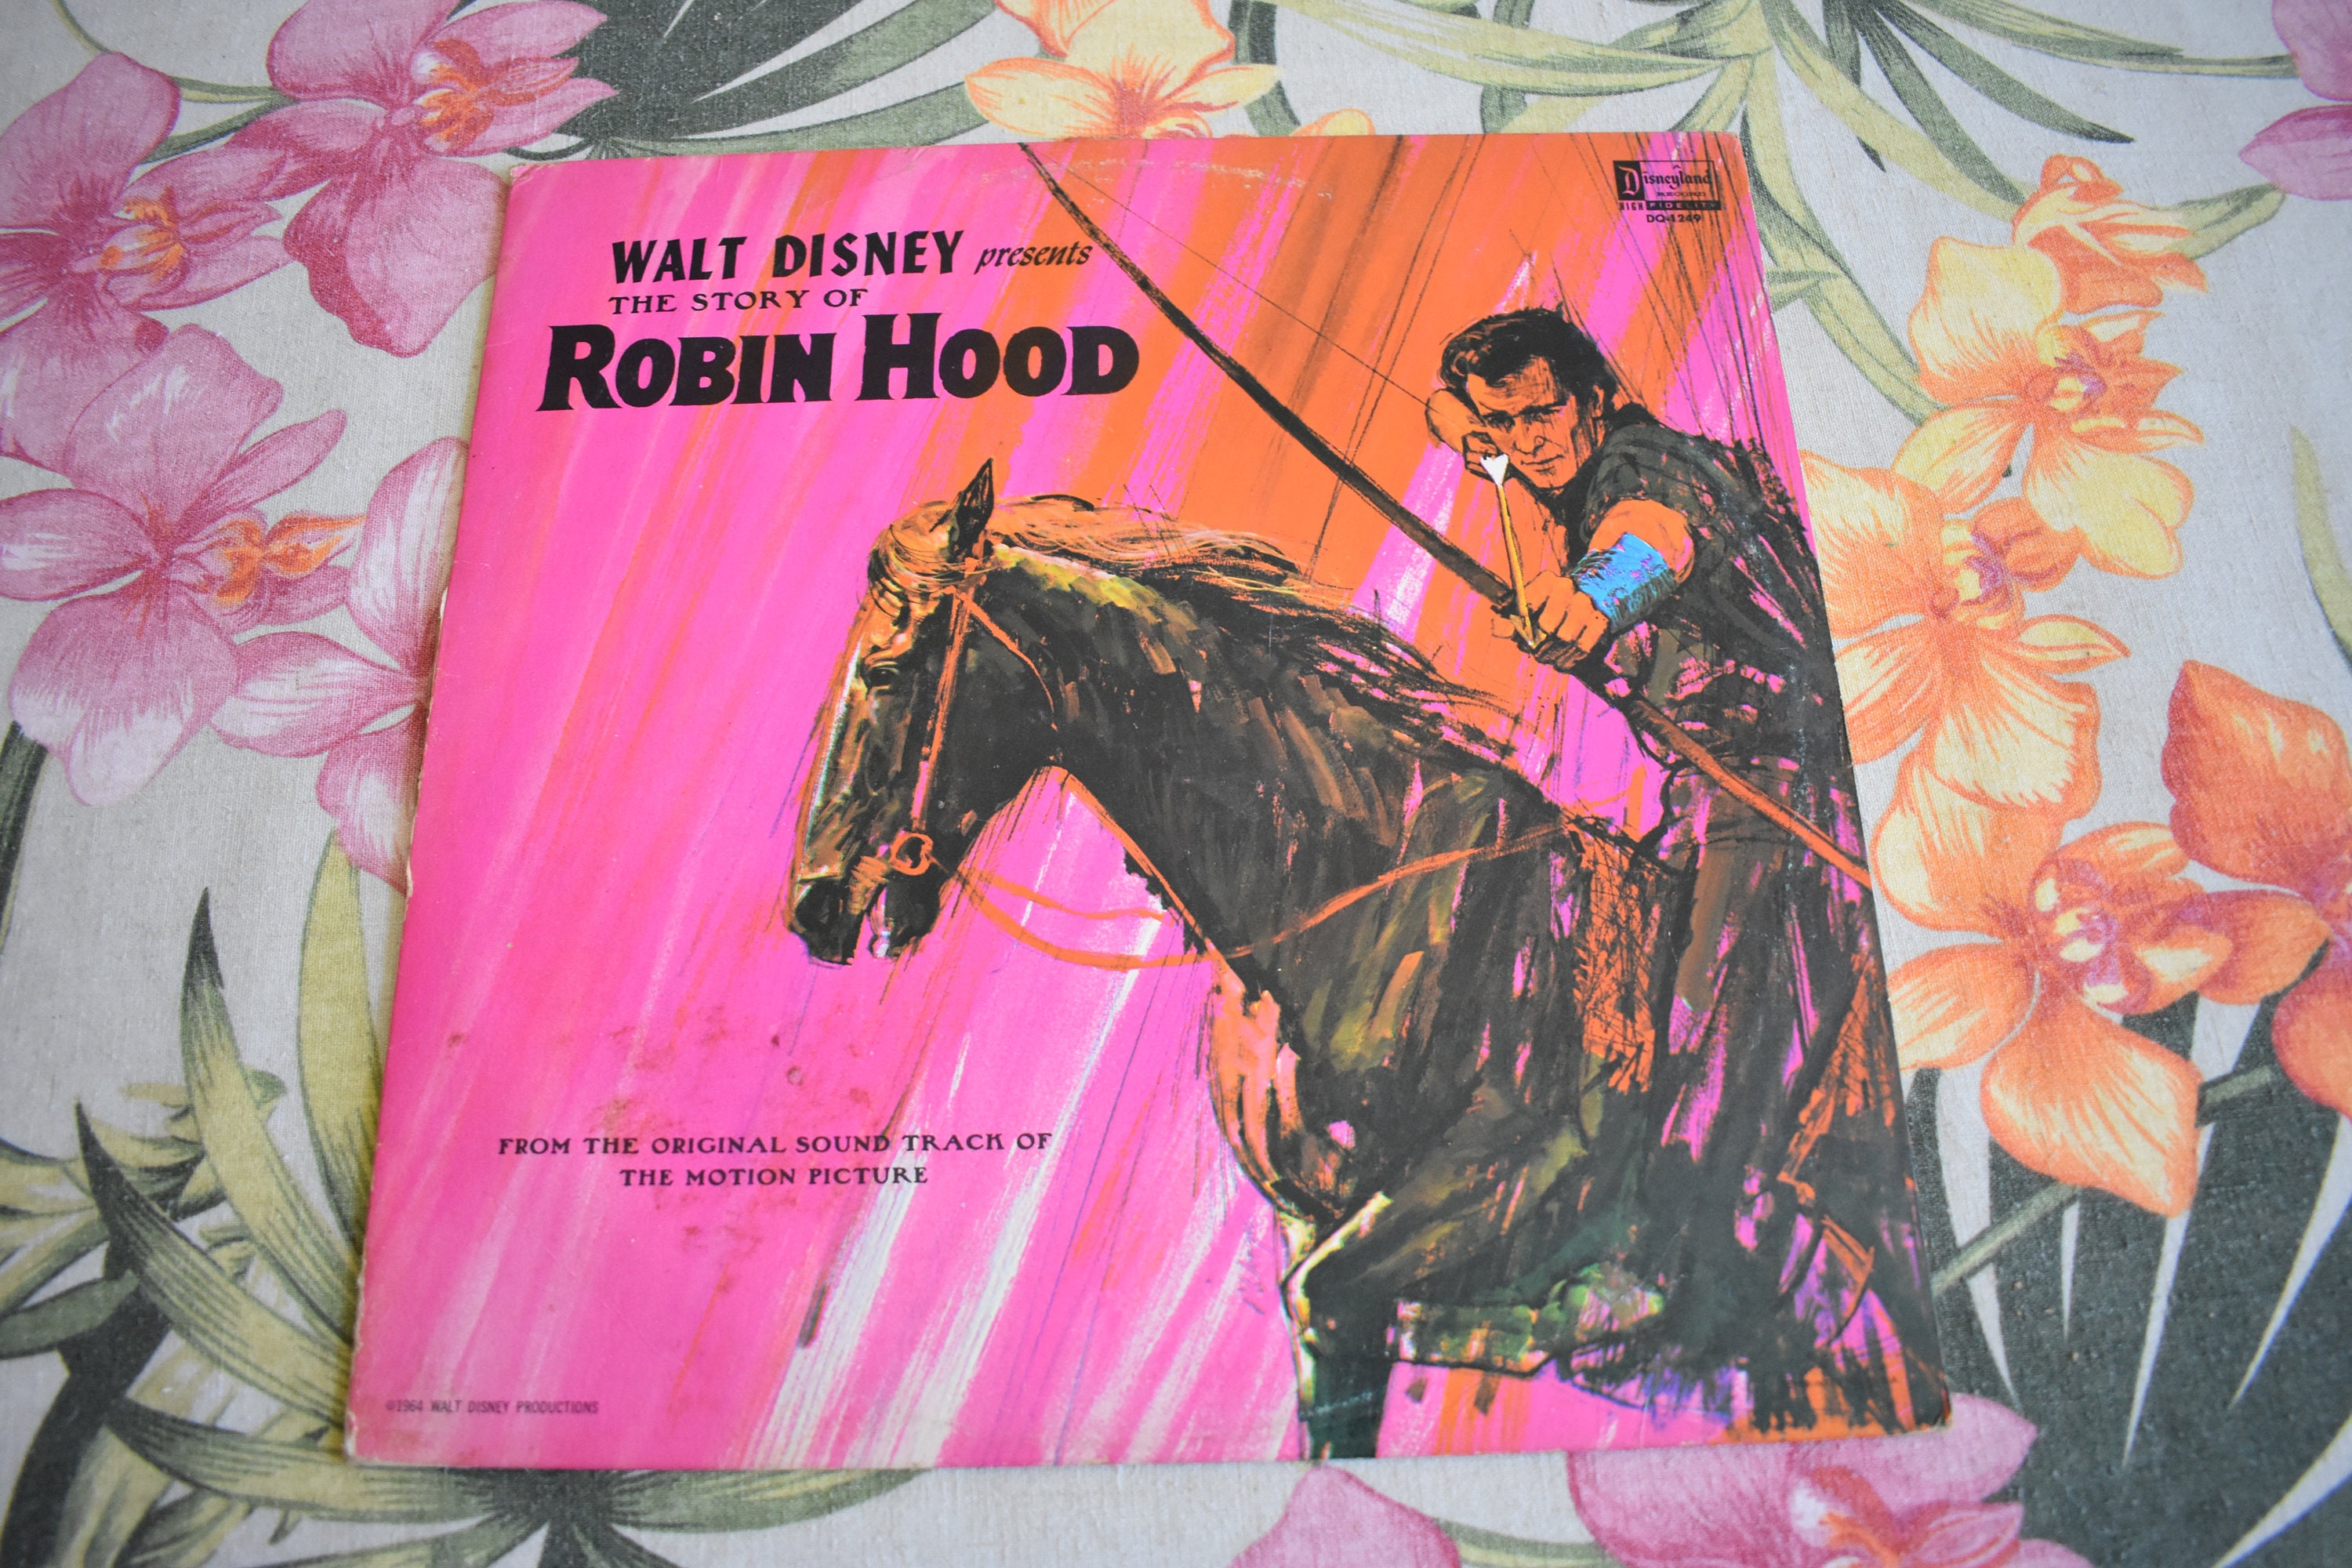 Disneyland
RECORD
HIGH FIDELITY
DQ-1249
WALT DISNEY presents
THE STORY OF
ROBIN HOOD
FROM THE ORIGINAL SOUND TRACK OF
THE MOTION PICTURE
©1964 WALT DISNEY PRODUCTIONS